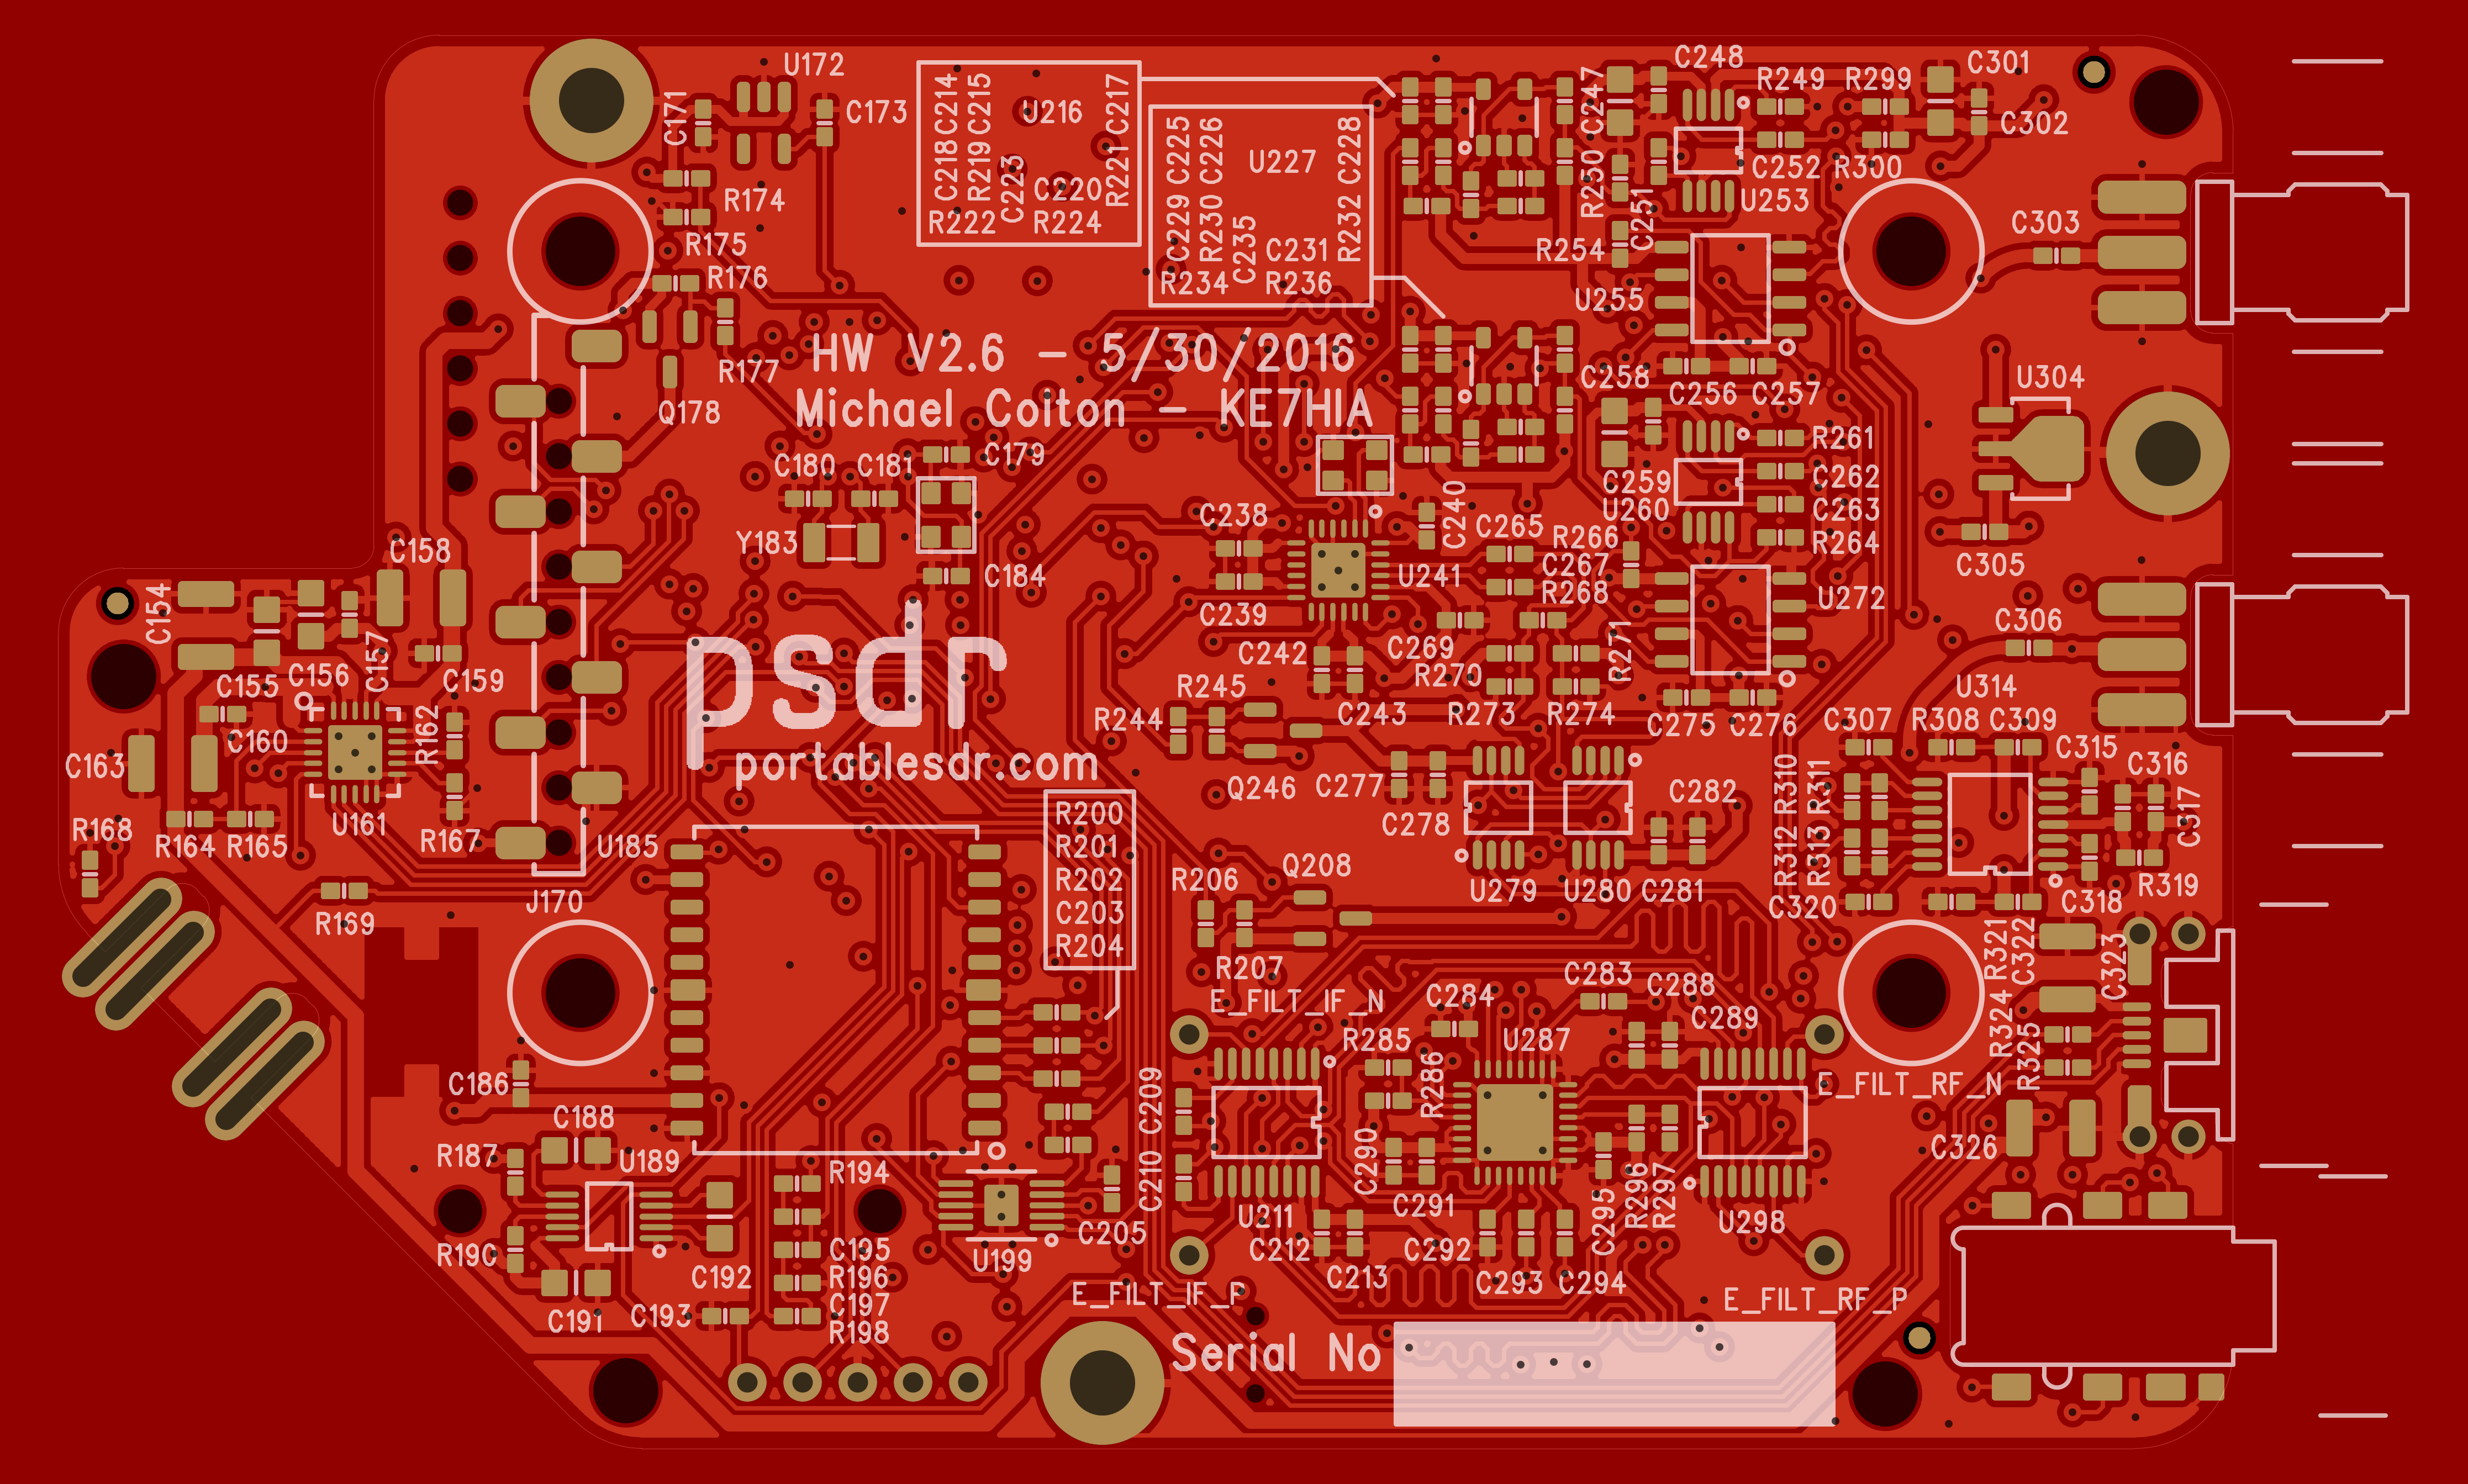 U172
C171
C173
R174
R175
R176
R177
Q178
C218 C214
R219 C215
U216
C223
C220
R221 C217
R222
R224
C229 C225
R230 C226
U227
C235
C231
R232 C228
R234
R236
C247
C248
R249
R299
C301
C302
R250
C252
R300
C251
U253
R254
C303
U255
C258
C256
C257
U304
HW V2.6 - 5/30/2016
Michael Colton - KE7HIA
R261
C262
C259
U260
C263
R264
C305
C179
C180
C181
Y183
C184
C238
C240
C265
R266
C267
R268
U241
C239
U272
C306
C154
C158
C156
C157
C155
C159
C160
C163
R162
U161
R167
R168
R164
R165
R169
J170
U185
psdr
portablesdr.com
C242
C269
R270
R271
R245
R244
C243
R273
R274
C275
C276
U314
C307
R308
C309
C315
C316
C317
Q246
C277
C278
C282
R310
R311
R312
R313
U279
U280
C281
C320
R319
C318
R200
R201
R202
C203
R204
R206
Q208
R207
E_FILT_IF_N
C283
C288
C284
C289
R285
U287
R286
R321
C322
C323
R324
R325
E_FILT_RF_N
C326
C186
C188
R187
U189
R190
C191
C192
C193
R194
C195
R196
C197
R198
U199
C205
C209
C210
U211
C212
C213
C290
C291
C292
C293
C294
C295
R296
R297
U298
E_FILT_IF_P
E_FILT_RF_P
Serial No